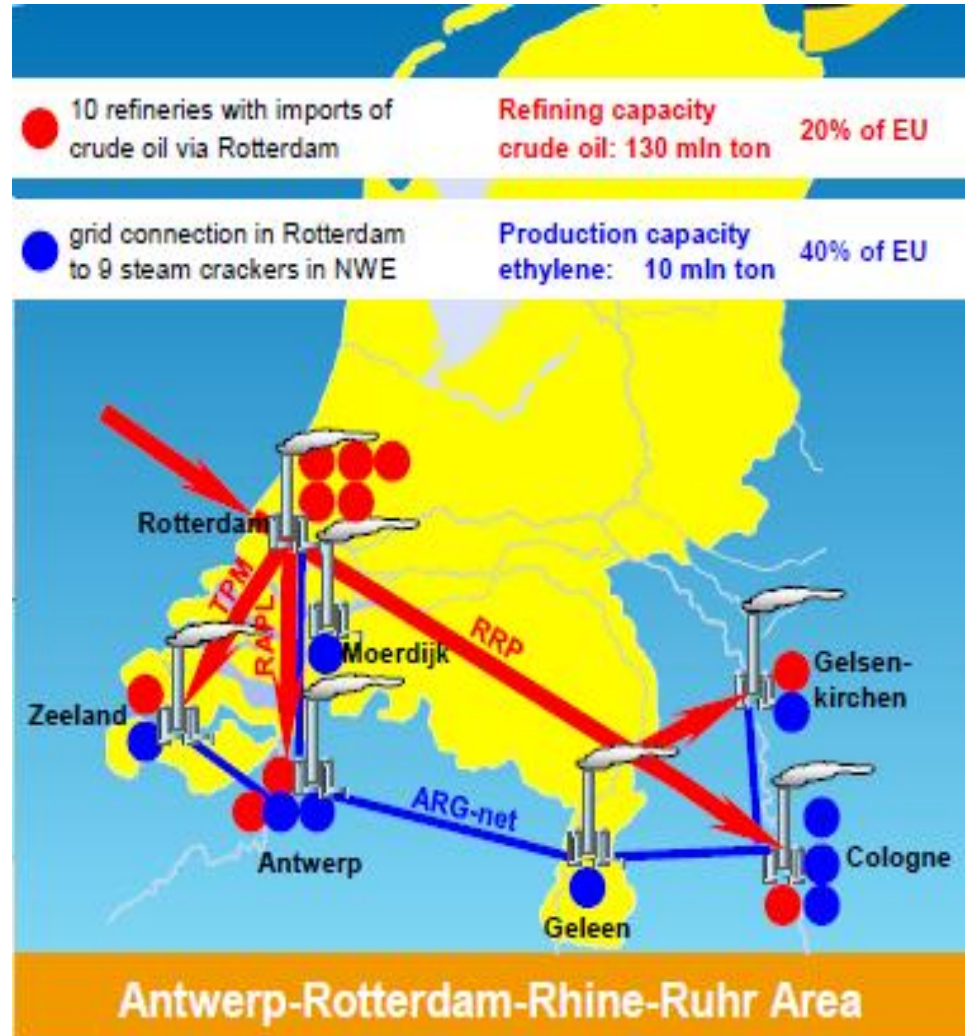 10 refineries with imports of
crude oil via Rotterdam
Refining capacity
crude oil: 130 mln ton
20% of EU
grid connection in Rotterdam
to 9 steam crackers in NWE
Production capacity
ethylene: 10 mln ton
40% of EU
Rotterdam
TPM
RAPL
Moerdijk
RRP
Gelsen-
kirchen
Zeeland
ARG-net
Antwerp
Cologne
Geleen
Antwerp-Rotterdam-Rhine-Ruhr Area